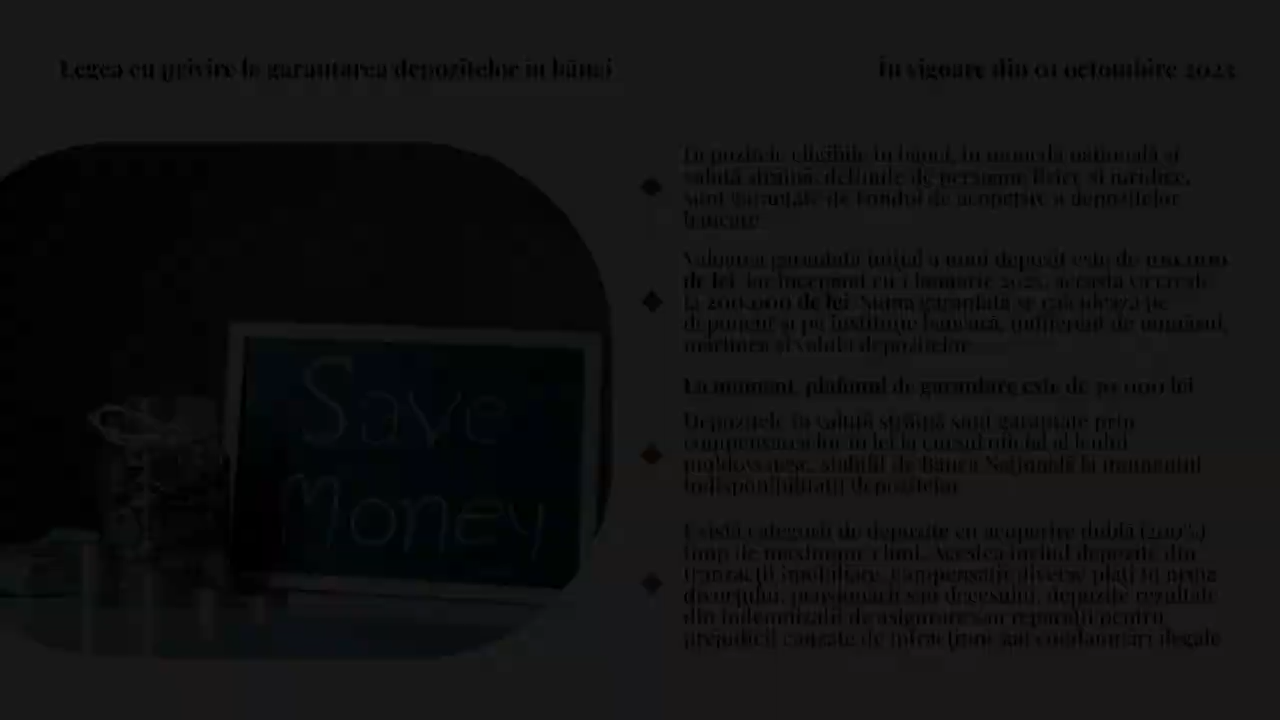 Legea cu privire la garantarea depozitelor în bănci
În vigoare din 01 octombrie 2023
Save
Money
Depozitele eligibile în bănci, în monedă națională și
valută străină, deținute de persoane fizice și juridice,
sunt garantate de Fondul de acoperire a depozitelor
bancare
Valoarea garantată inițial a unui depozit este de 100.000
de lei, iar începând cu 1 ianuarie 2025, aceasta va crește
la 200.000 de lei. Suma garantată se calculează pe
deponent și pe instituție bancară, indiferent de numărul,
mărimea și valuta depozitelor
La moment, plafonul de garantare este de 50 000 lei
Depozitele în valută străină sunt garantate prin
compensarea lor în lei la cursul oficial al leului
moldovenesc, stabilit de Banca Națională la momentul
indisponibilității depozitelor
Există categorii de depozite cu acoperire dublă (200%)
timp de maximum luni. Acestea includ depozite din
tranzacții imobiliare, compensații diverse plăți în urma
divorțului, pensionării sau decesului, depozite rezultate
din indemnizații de asigurare sau reparații pentru
prejudicii cauzate de infracțiuni sau condamnări ilegale